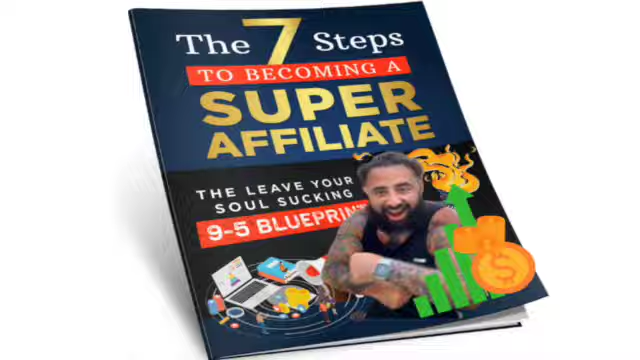 The 7 Steps
TO BECOMING A
SUPER
AFFILIATE
THE LEAVE YOUR
SOUL SUCKING
9-5 BLUEPRINT
$